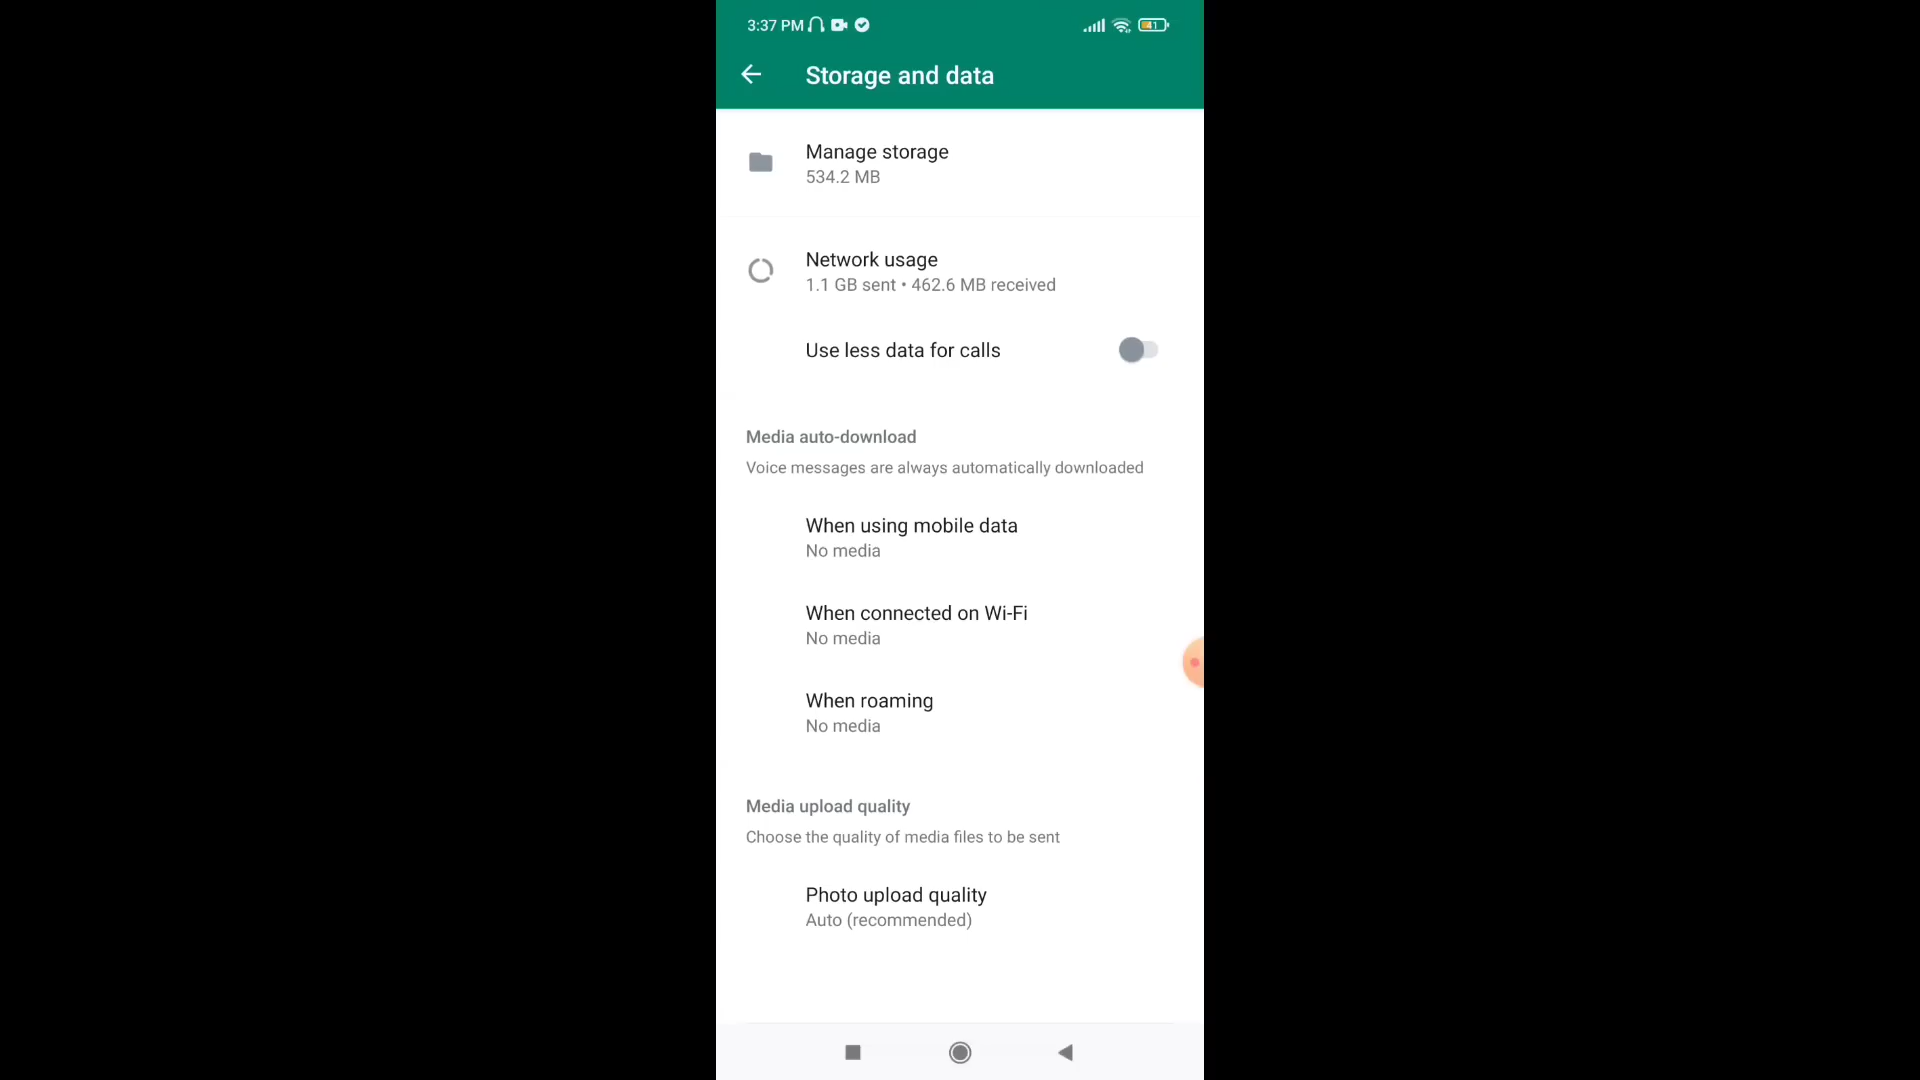 3:37 PM
41
Storage and data
Manage storage
534.2 MB
Network usage
1.1 GB sent • 462.6 MB received
Use less data for calls
Media auto-download
Voice messages are always automatically downloaded
When using mobile data
No media
When connected on Wi-Fi
No media
When roaming
No media
Media upload quality
Choose the quality of media files to be sent
Photo upload quality
Auto (recommended)